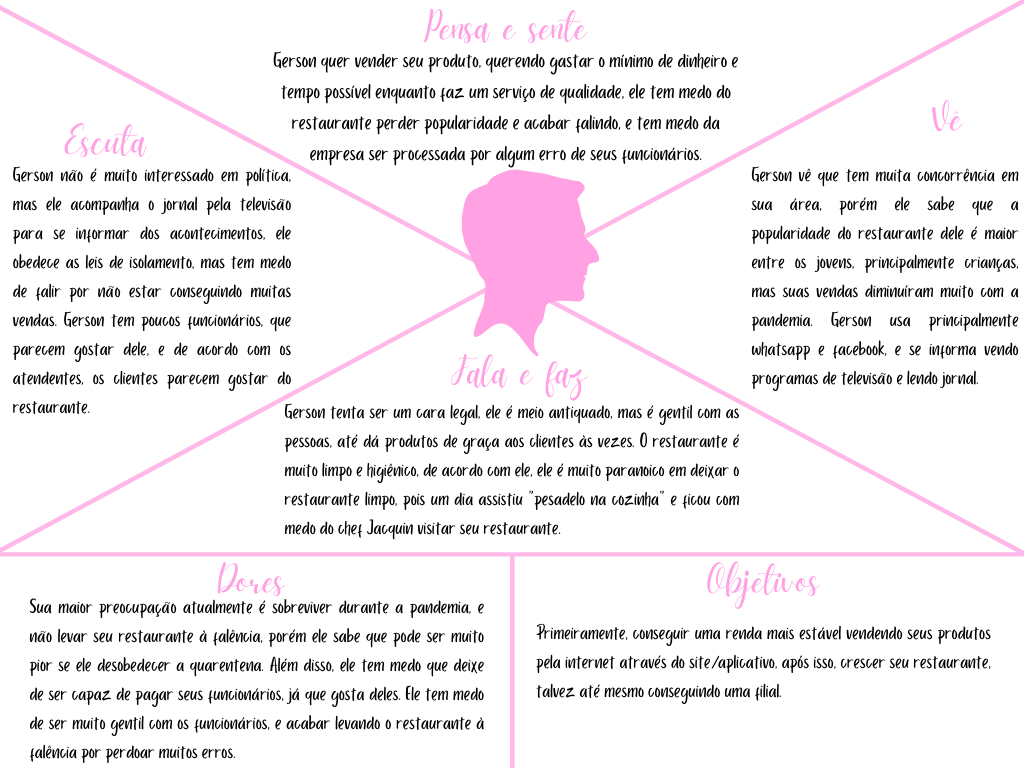 Pensa e sente
Gerson quer vender seu produto, querendo gastar o mínimo de dinheiro e
tempo possível enquanto faz um serviço de qualidade, ele tem medo do
restaurante perder popularidade e acabar falindo, e tem medo da
empresa ser processada por algum erro de seus funcionários.
Escuta
Gerson não é muito interessado em política,
mas ele acompanha o jornal pela televisão
para se informar dos acontecimentos, ele
obedece as leis de isolamento, mas tem medo
de falir por não estar conseguindo muitas
vendas. Gerson tem poucos funcionários, que
parecem gostar dele, e de acordo com os
atendentes, os clientes parecem gostar do
restaurante.
Vê
Gerson vê que tem muita concorrência em
sua área, porém ele sabe que a
popularidade do restaurante dele é maior
entre os jovens, principalmente crianças,
mas suas vendas diminuíram muito com a
pandemia. Gerson usa principalmente
whatsapp e facebook, e se informa vendo
programas de televisão e lendo jornal.
Fala e faz
Gerson tenta ser um cara legal, ele é meio antiquado, mas é gentil com as
pessoas, até dá produtos de graça aos clientes às vezes. O restaurante é
muito limpo e higiênico, de acordo com ele, ele é muito paranoico em deixar o
restaurante limpo, pois um dia assistiu "pesadelo na cozinha" e ficou com
medo do chef Jacquin visitar seu restaurante.
Dores
Sua maior preocupação atualmente é sobreviver durante a pandemia, e
não levar seu restaurante à falência, porém ele sabe que pode ser muito
pior se ele desobedecer a quarentena. Além disso, ele tem medo que deixe
de ser capaz de pagar seus funcionários, já que gosta deles. Ele tem medo
de ser muito gentil com os funcionários, e acabar levando o restaurante à
falência por perdoar muitos erros.
Objetivos
Primeiramente, conseguir uma renda mais estável vendendo seus produtos
pela internet através do site/aplicativo, após isso, crescer seu restaurante,
talvez até mesmo conseguindo uma filial.